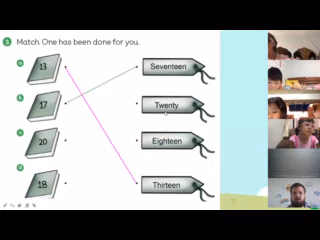 3 Match. One has been done for you.
a 13 Seventeen
b 17 Twenty
c 20 Eighteen
d 18 Thirteen